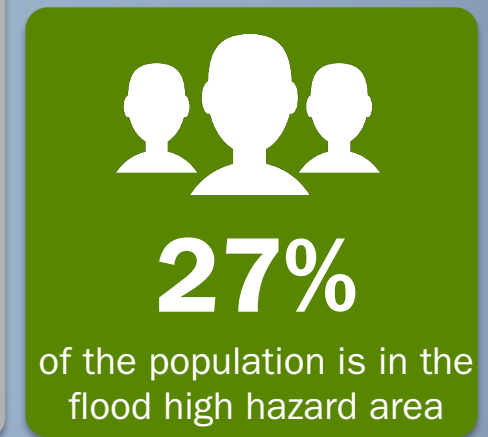 27%
of the population is in the
flood high hazard area